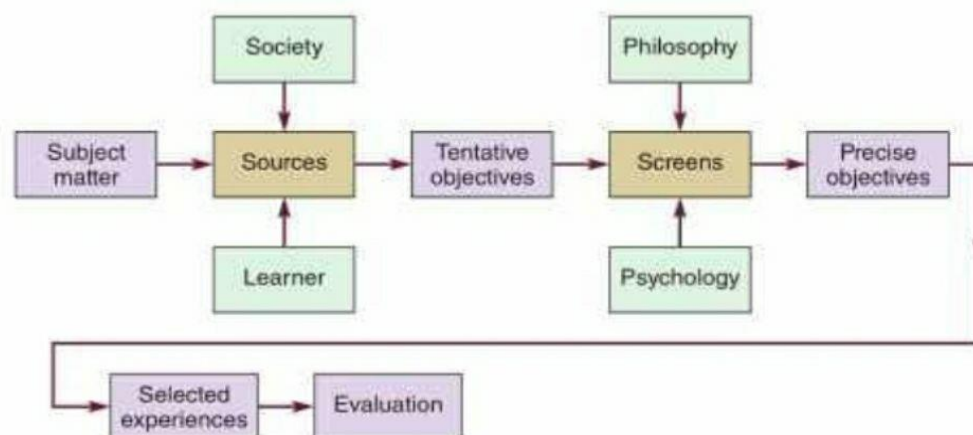 Society
Philosophy
Subject
matter
Sources
Tentative
objectives
Screens
Precise
objectives
Learner
Psychology
Selected
experiences
Evaluation